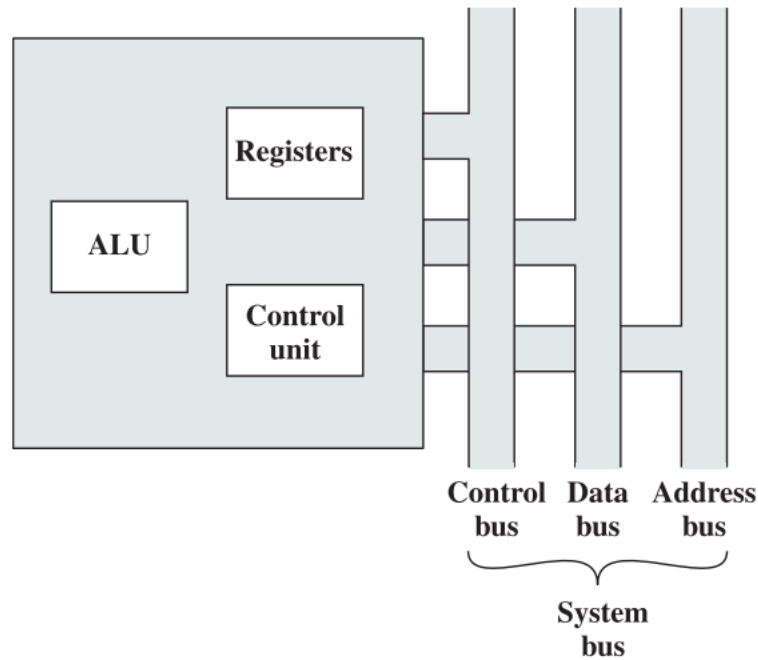 Registers
ALU
Control
unit
Control
bus
Data
bus
Address
bus
System
bus